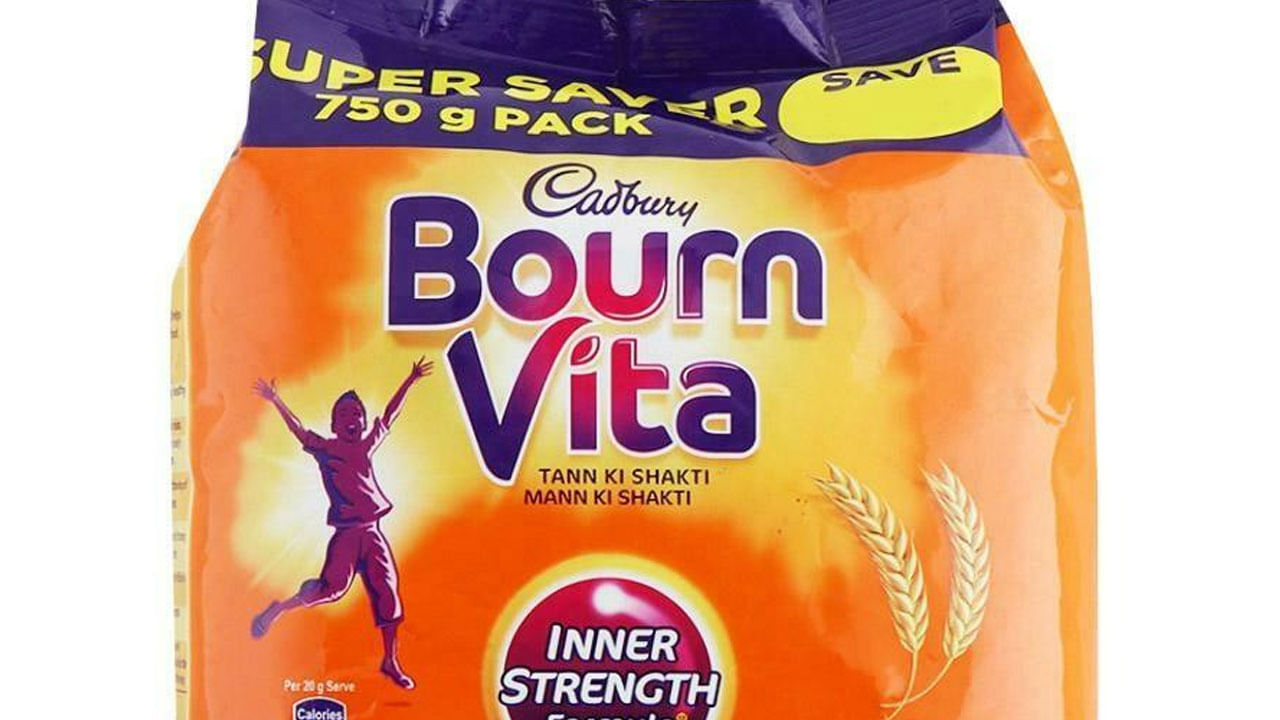 SUPER SAVER
750 g PACK
SAVE
Cadbury
Bourn
Vita
TANN KI SHAKTI
MANN KI SHAKTI
INNER
STRENGTH
Formula
Per 20 g Serve
Calories